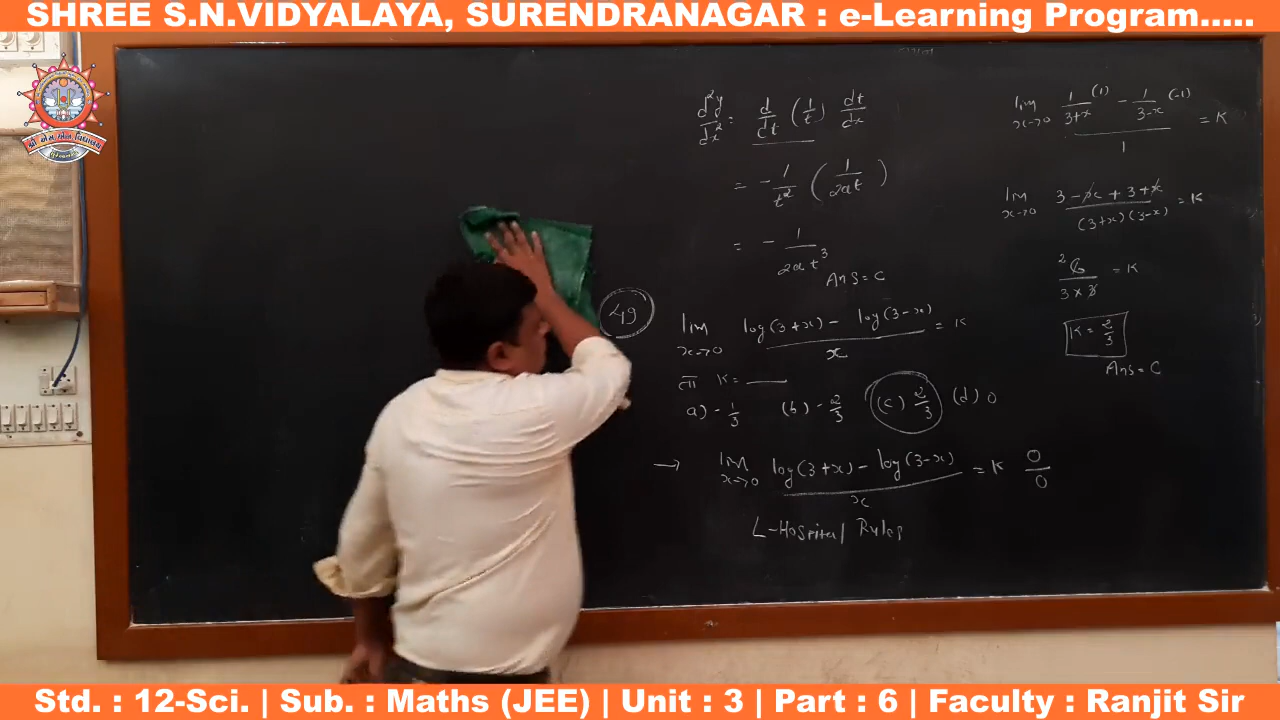 SHREE S.N.VIDYALAYA, SURENDRANAGAR : e-Learning Program.....
d²y/dx² = d/dt (1/t) dt/dx
= - 1/t² ( 1/2at )
= - 1/2at³
Ans = C
49
lim x→0 log(3+x) - log(3-x) / x = K
તો K = ___
a) - 1/3 (b) - 2/3 (c) 2/3 (d) 0
→ lim x→0 log(3+x) - log(3-x) / x = K 0/0
L-Hospital Rules
lim x→0 1/3+x (1) - 1/3-x (-1) / 1 = K
lim x→0 3-x + 3+x / (3+x)(3-x) = K
2 6 / 3 x 3 = K
K = 2/3
Ans = C
Std. : 12-Sci. | Sub. : Maths (JEE) | Unit : 3 | Part : 6 | Faculty : Ranjit Sir